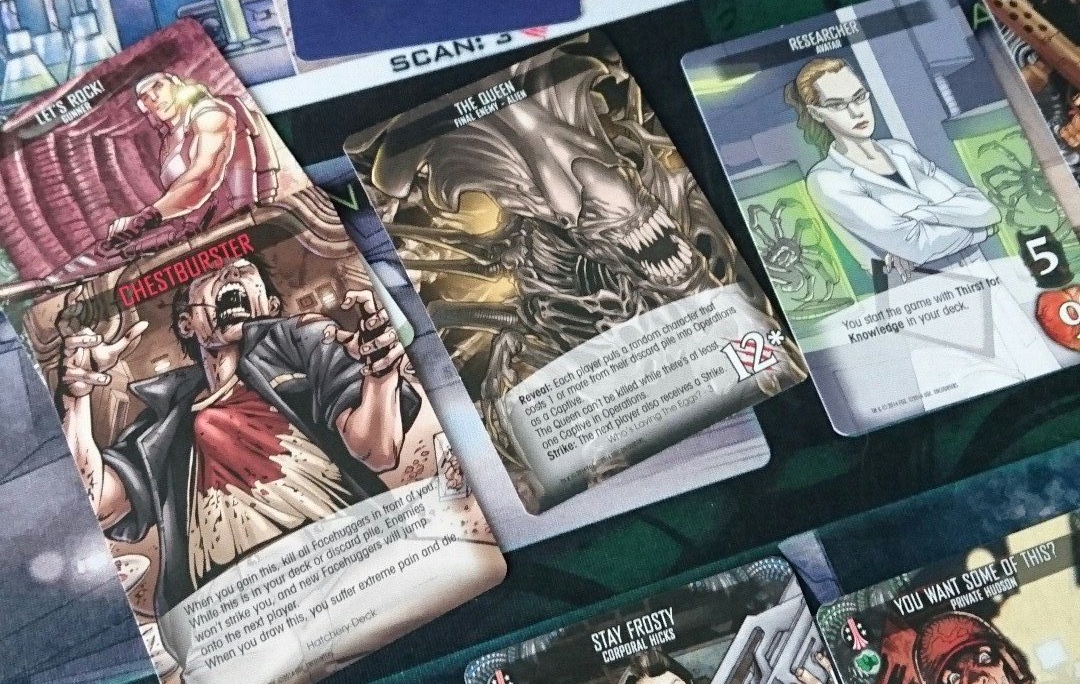 SCAN: 3
LET'S ROCK!
GUNNER
CHESTBURSTER
When you gain this, kill all Facehuggers in front of you.
While this is in your deck or discard pile, Enemies
won't strike you, and new Facehuggers will jump
onto the next player.
When you draw this, you suffer extreme pain and die.
Hatchery Deck
THE QUEEN
FINAL ENEMY - ALIEN
Reveal: Each player puts a random character that
costs 1 or more from their discard pile into Operations
as a Captive.
The Queen can't be killed while there's at least
one Captive in Operations.
Strike: The next player also receives a Strike.
Who's Laying The Eggs?
12*
RESEARCHER
AVATAR
You start the game with Thirst for
Knowledge in your deck.
5
9
STAY FROSTY
CORPORAL HICKS
YOU WANT SOME OF THIS?
PRIVATE HUDSON